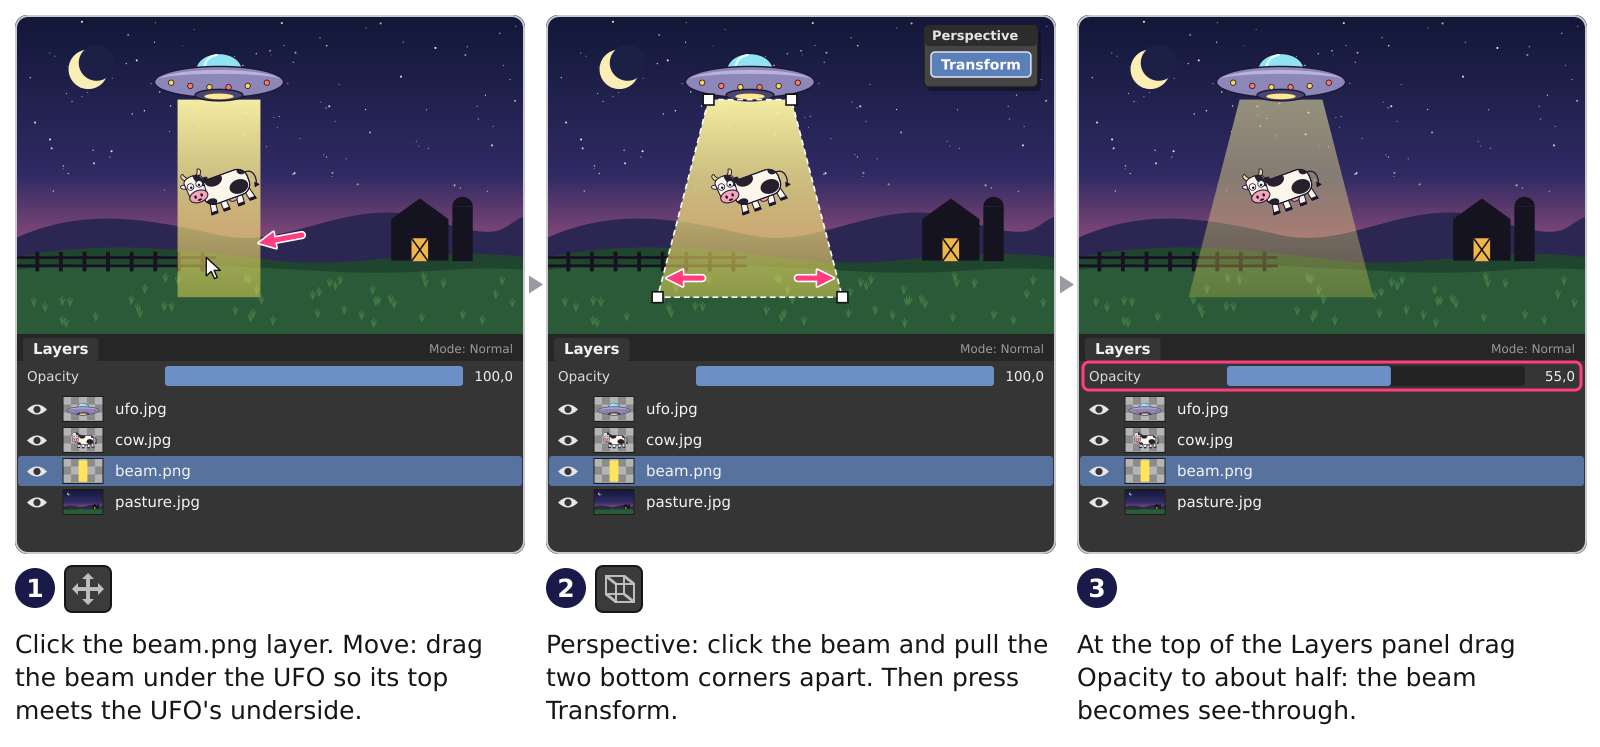 Layers
Mode: Normal
Opacity
100,0
ufo.jpg
cow.jpg
beam.png
pasture.jpg
1
Click the beam.png layer. Move: drag
the beam under the UFO so its top
meets the UFO's underside.
Perspective
Transform
Layers
Mode: Normal
Opacity
100,0
ufo.jpg
cow.jpg
beam.png
pasture.jpg
2
Perspective: click the beam and pull the
two bottom corners apart. Then press
Transform.
Layers
Mode: Normal
Opacity
55,0
ufo.jpg
cow.jpg
beam.png
pasture.jpg
3
At the top of the Layers panel drag
Opacity to about half: the beam
becomes see-through.